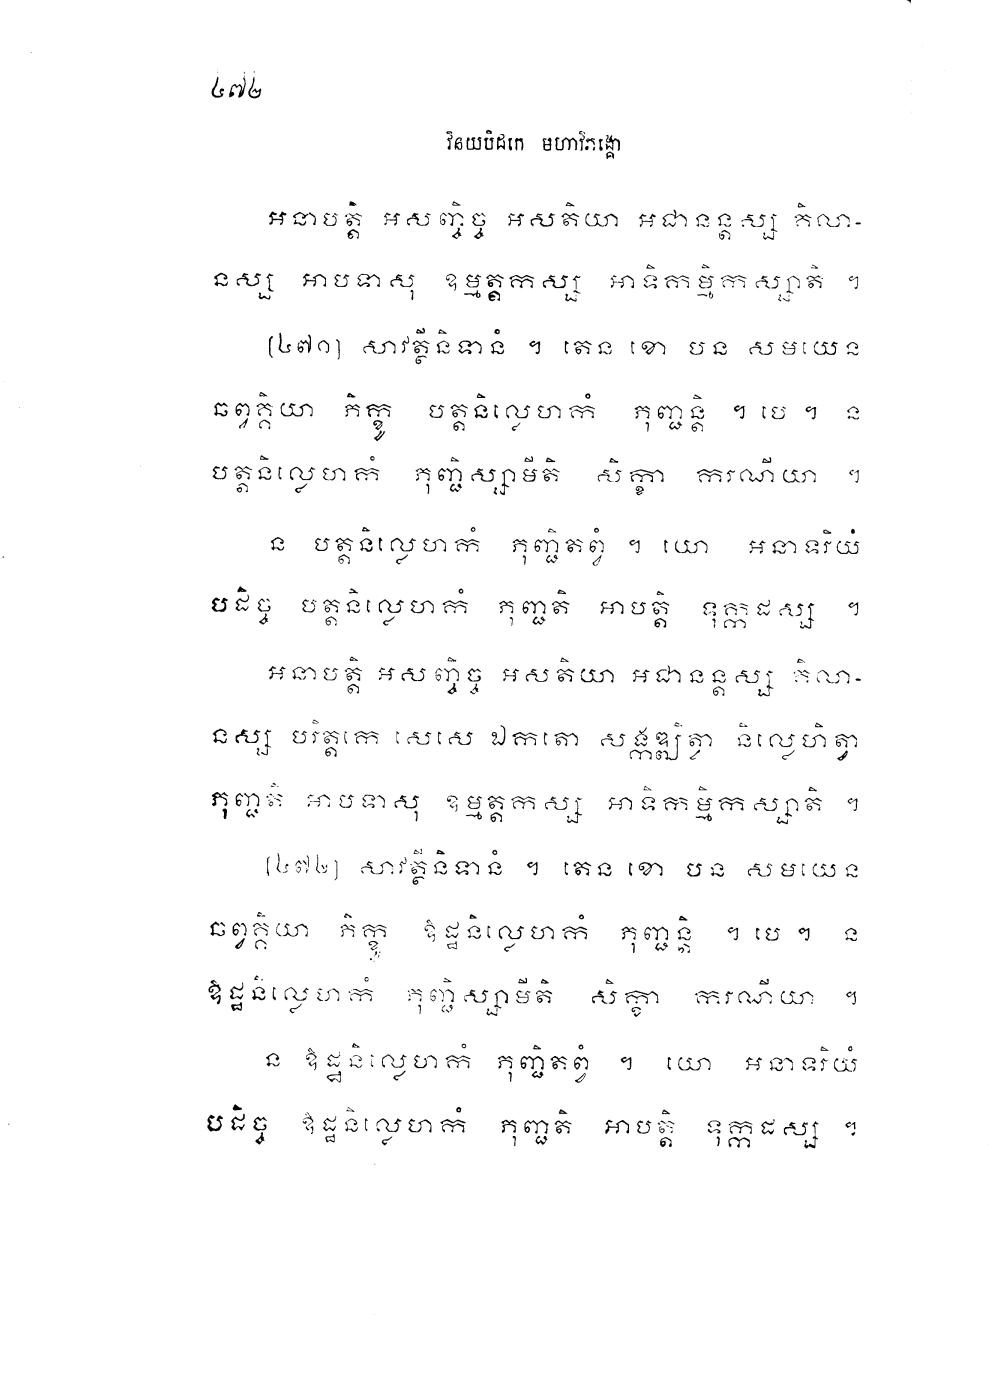 ៤៧២
វិនយបិដកេ មហាវិភង្គោ
អនាបត្តិ អសញ្ចិច្ច អសតិយា អជានន្តស្ស គិលា-
នស្ស អាបទាសុ ឧម្មត្តកស្ស អាទិកម្មិកស្សាតិ ។
(៤៧១) សាវត្ថីនិទានំ ។ តេន ខោ បន សមយេន
ឆព្វគ្គិយា ភិក្ខូ បត្តនិល្លេហកំ ភុញ្ជន្តិ ។ បេ ។ ន
បត្តនិល្លេហកំ ភុញ្ជិស្សាមីតិ សិក្ខា ករណីយា ។
ន បត្តនិល្លេហកំ ភុញ្ជិតព្វំ ។ យោ អនាទរិយំ
បដិច្ច បត្តនិល្លេហកំ ភុញ្ជតិ អាបត្តិ ទុក្កដស្ស ។
អនាបត្តិ អសញ្ចិច្ច អសតិយា អជានន្តស្ស គិលា-
នស្ស បរិត្តកេ សេសេ ឯកតោ សង្កឌ្ឍិត្វា និល្លេហិត្វា
ភុញ្ជតិ អាបទាសុ ឧម្មត្តកស្ស អាទិកម្មិកស្សាតិ ។
(៤៧២) សាវត្ថីនិទានំ ។ តេន ខោ បន សមយេន
ឆព្វគ្គិយា ភិក្ខូ ឱដ្ឋនិល្លេហកំ ភុញ្ជន្តិ ។ បេ ។ ន
ឱដ្ឋនិល្លេហកំ ភុញ្ជិស្សាមីតិ សិក្ខា ករណីយា ។
ន ឱដ្ឋនិល្លេហកំ ភុញ្ជិតព្វំ ។ យោ អនាទរិយំ
បដិច្ច ឱដ្ឋនិល្លេហកំ ភុញ្ជតិ អាបត្តិ ទុក្កដស្ស ។